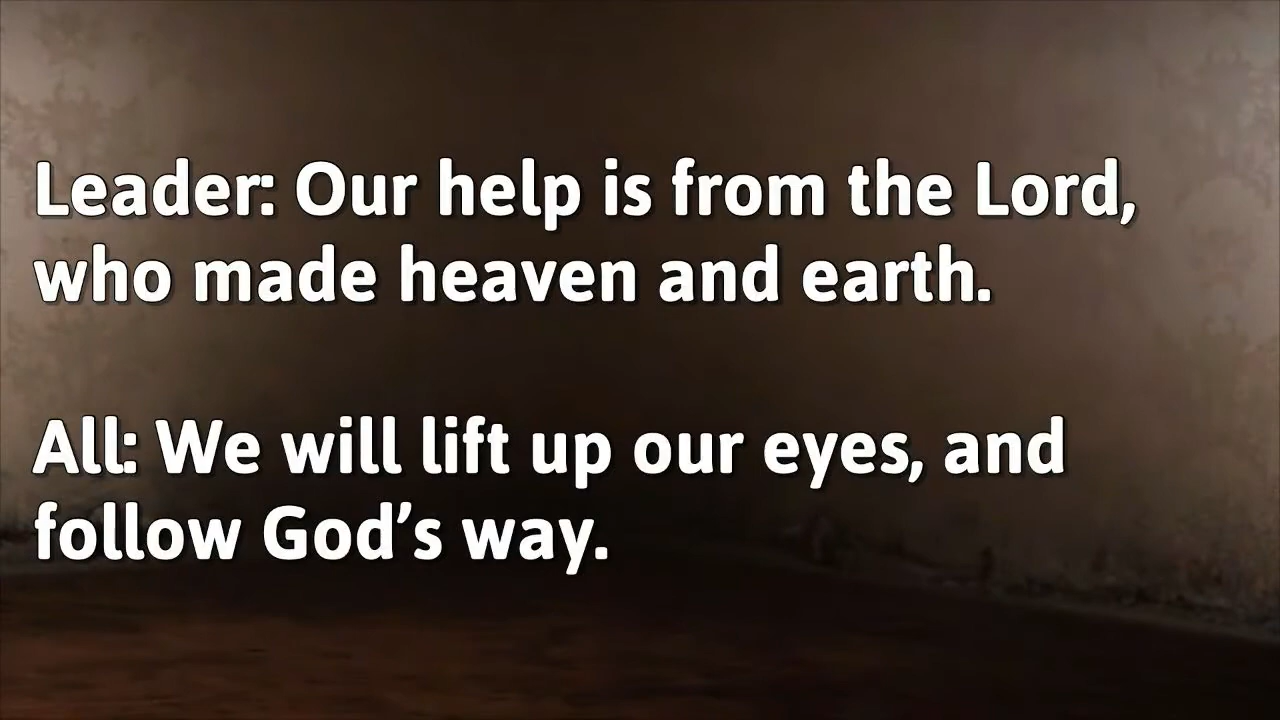 Leader: Our help is from the Lord,
who made heaven and earth.
All: We will lift up our eyes, and
follow God’s way.